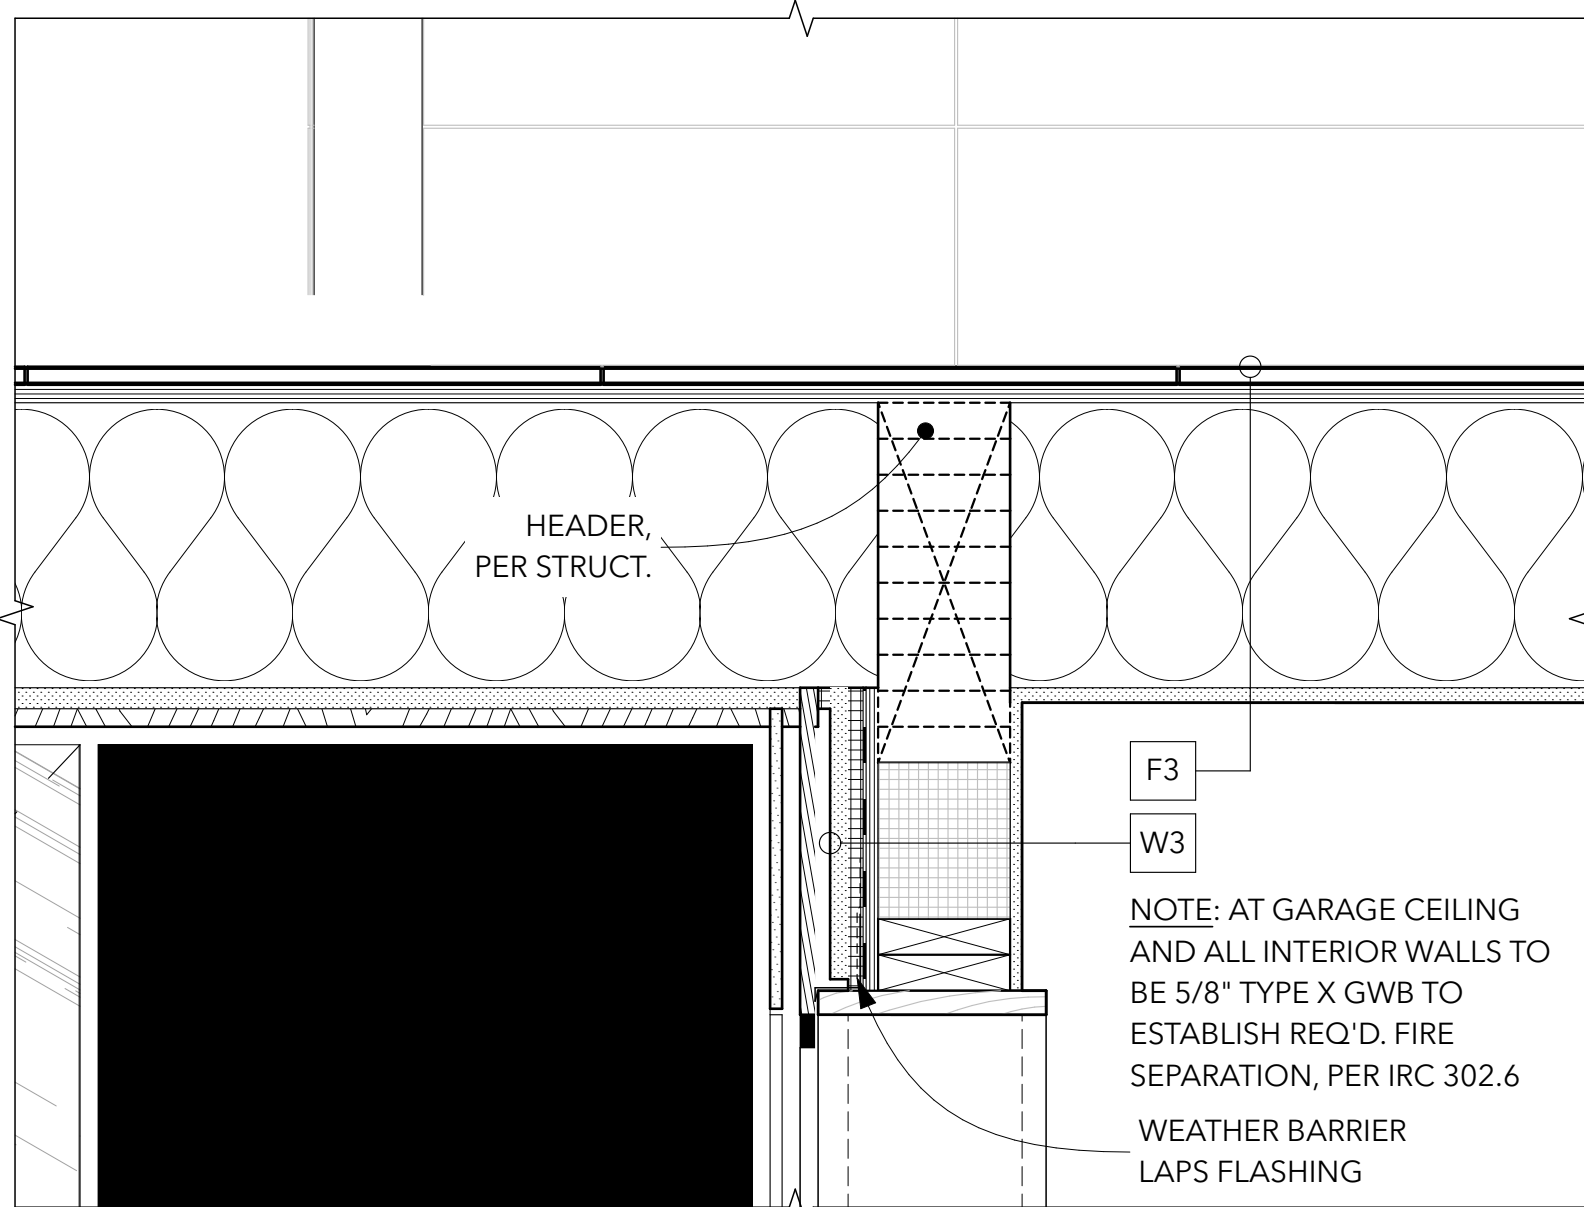 HEADER,
PER STRUCT.
F3
W3
NOTE: AT GARAGE CEILING
AND ALL INTERIOR WALLS TO
BE 5/8" TYPE X GWB TO
ESTABLISH REQ'D. FIRE
SEPARATION, PER IRC 302.6
WEATHER BARRIER
LAPS FLASHING